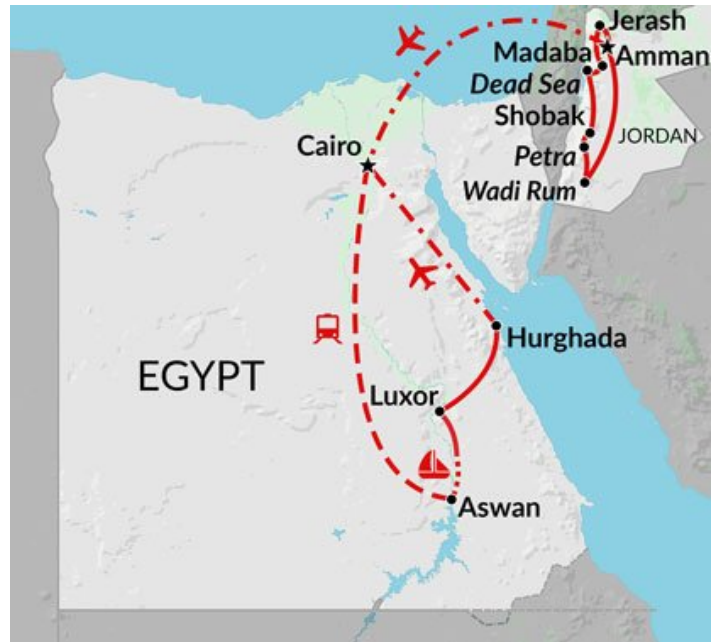 Jerash
Madaba
Amman
Dead Sea
Shobak
JORDAN
Cairo
Petra
Wadi Rum
Hurghada
EGYPT
Luxor
Aswan